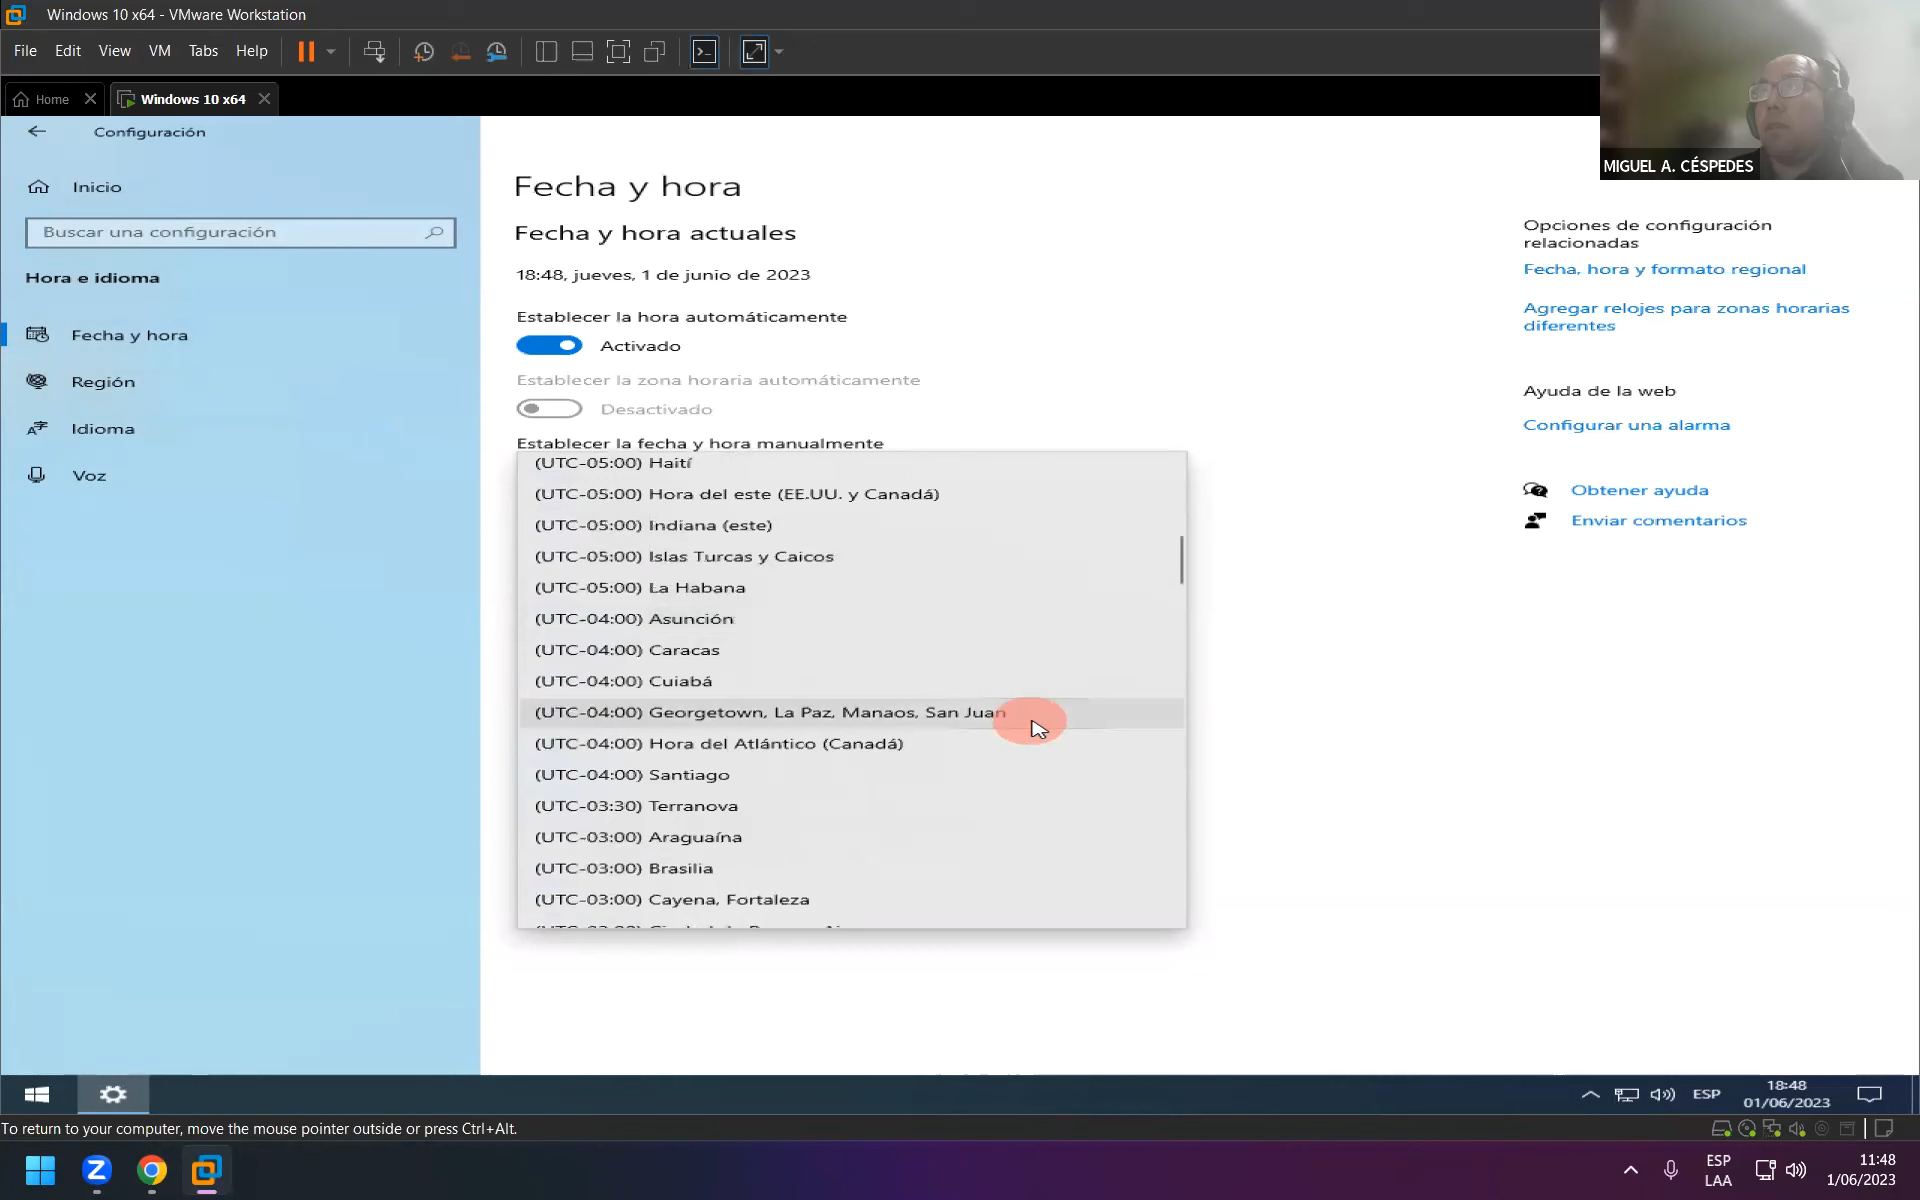 Windows 10 x64 - VMware Workstation
File Edit View VM Tabs Help
Home
Windows 10 x64
MIGUEL A. CÉSPEDES
Configuración
Inicio
Buscar una configuración
Hora e idioma
Fecha y hora
Región
Idioma
Voz
Fecha y hora
Fecha y hora actuales
18:48, jueves, 1 de junio de 2023
Establecer la hora automáticamente
Activado
Establecer la zona horaria automáticamente
Desactivado
Establecer la fecha y hora manualmente
(UTC-05:00) Haití
(UTC-05:00) Hora del este (EE.UU. y Canadá)
(UTC-05:00) Indiana (este)
(UTC-05:00) Islas Turcas y Caicos
(UTC-05:00) La Habana
(UTC-04:00) Asunción
(UTC-04:00) Caracas
(UTC-04:00) Cuiabá
(UTC-04:00) Georgetown, La Paz, Manaos, San Juan
(UTC-04:00) Hora del Atlántico (Canadá)
(UTC-04:00) Santiago
(UTC-03:30) Terranova
(UTC-03:00) Araguaína
(UTC-03:00) Brasilia
(UTC-03:00) Cayena, Fortaleza
Opciones de configuración
relacionadas
Fecha, hora y formato regional
Agregar relojes para zonas horarias
diferentes
Ayuda de la web
Configurar una alarma
Obtener ayuda
Enviar comentarios
ESP
18:48
01/06/2023
To return to your computer, move the mouse pointer outside or press Ctrl+Alt.
ESP
LAA
11:48
1/06/2023